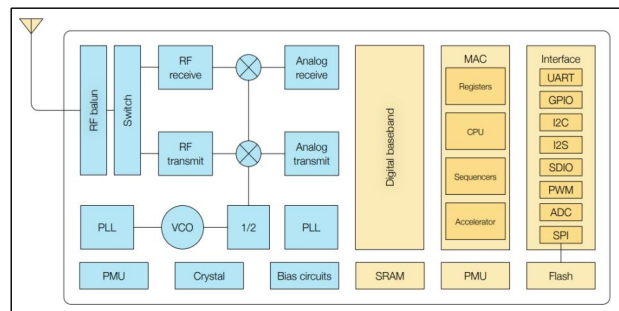 RF balun
Switch
RF
receive
Analog
receive
RF
transmit
Analog
transmit
PLL
VCO
1/2
PLL
PMU
Crystal
Bias circuits
Digital baseband
SRAM
MAC
Registers
CPU
Sequencers
Accelerator
PMU
Interface
UART
GPIO
I2C
I2S
SDIO
PWM
ADC
SPI
Flash